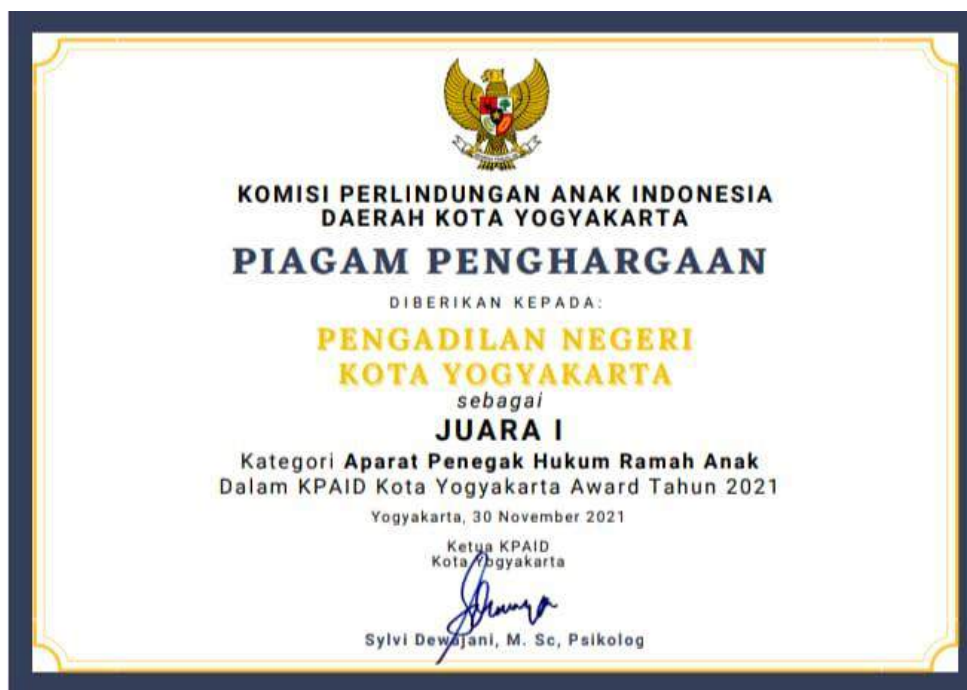 KOMISI PERLINDUNGAN ANAK INDONESIA
DAERAH KOTA YOGYAKARTA
PIAGAM PENGHARGAAN
DIBERIKAN KEPADA:
PENGADILAN NEGERI
KOTA YOGYAKARTA
sebagai
JUARA I
Kategori Aparat Penegak Hukum Ramah Anak
Dalam KPAID Kota Yogyakarta Award Tahun 2021
Yogyakarta, 30 November 2021
Ketua KPAID
Kota Yogyakarta
Sylvi Dewajani, M. Sc, Psikolog